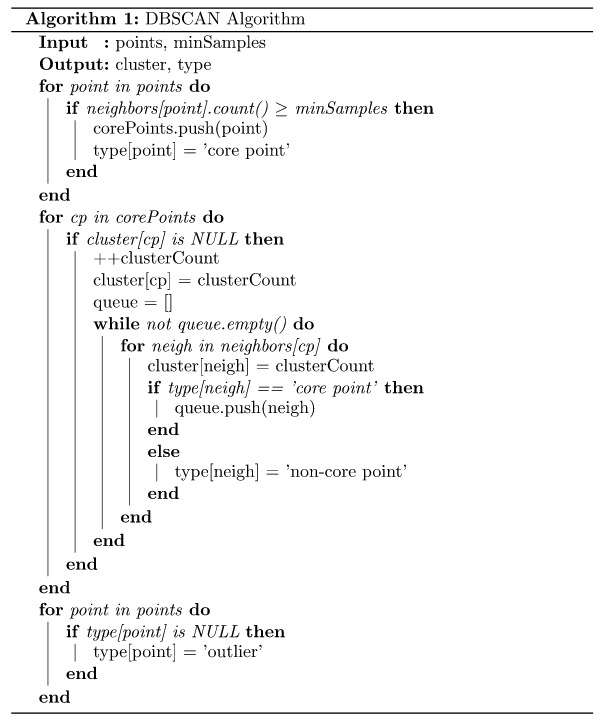 Algorithm 1: DBSCAN Algorithm
Input : points, minSamples
Output: cluster, type
for point in points do
if neighbors[point].count() ≥ minSamples then
corePoints.push(point)
type[point] = 'core point'
end
end
for cp in corePoints do
if cluster[cp] is NULL then
++clusterCount
cluster[cp] = clusterCount
queue = []
while not queue.empty() do
for neigh in neighbors[cp] do
cluster[neigh] = clusterCount
if type[neigh] == 'core point' then
queue.push(neigh)
end
else
type[neigh] = 'non-core point'
end
end
end
end
end
for point in points do
if type[point] is NULL then
type[point] = 'outlier'
end
end